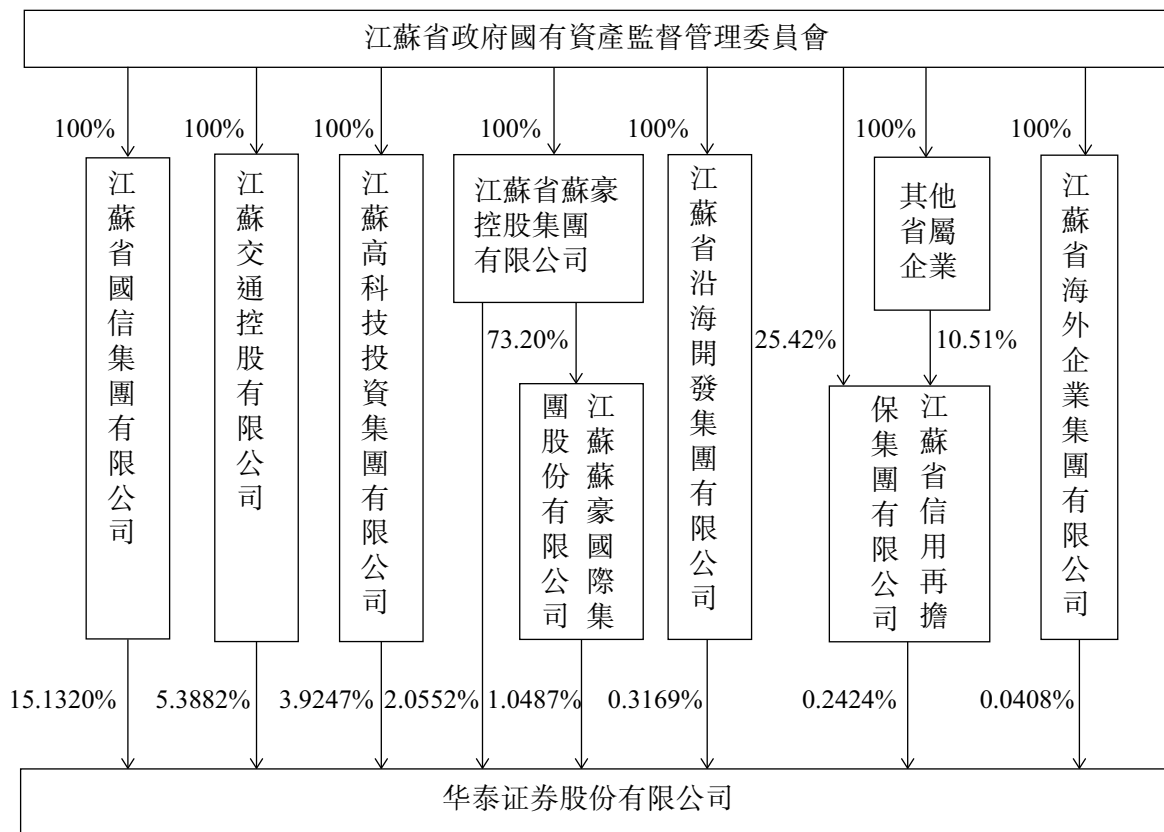 江蘇省政府國有資產監督管理委員會
100%
100%
100%
100%
100%
100%
100%
江蘇省國信集團有限公司
江蘇交通控股有限公司
江蘇高科技投資集團有限公司
江蘇省蘇豪
控股集團
有限公司
江蘇省沿海開發集團有限公司
其他
省屬
企業
江蘇省海外企業集團有限公司
73.20%
25.42%
10.51%
江蘇蘇豪國際集
團股份有限公司
江蘇省信用再擔
保集團有限公司
15.1320%
5.3882%
3.9247%
2.0552%
1.0487%
0.3169%
0.2424%
0.0408%
华泰证券股份有限公司